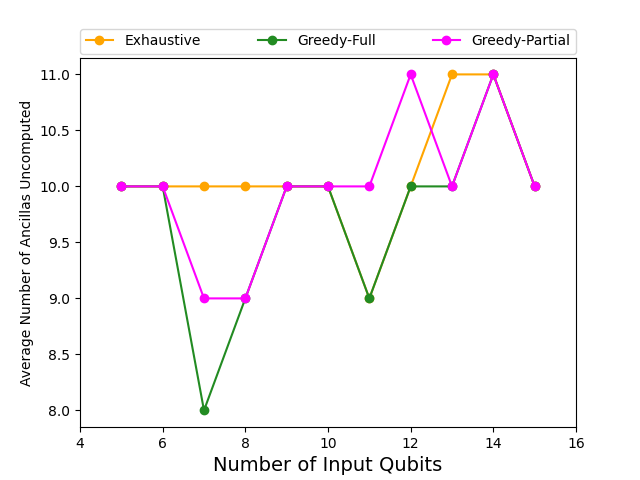 Exhaustive Greedy-Full Greedy-Partial
Average Number of Ancillas Uncomputed
11.0
10.5
10.0
9.5
9.0
8.5
8.0
4 6 8 10 12 14 16
Number of Input Qubits